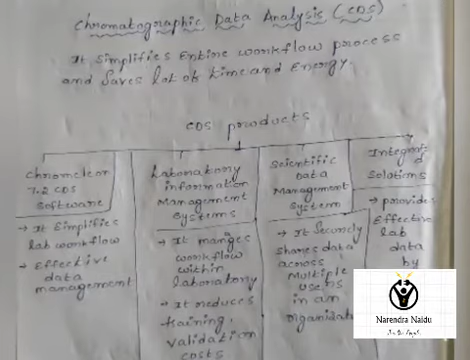 Chromatographic Data Analysis (CDS)
It Simplifies Entire workflow process
and Saves lot of time and Energy.
CDS products
Chromeleon
7.2 CDS
Software
→ It Simplifies
lab workflow
→ Effective
data
management
Laboratory
information
Management
Systems
→ It manges
workflow
within
laboratory
→ It reduces
training,
validation
costs
Scientific
Data
Management
System
→ It Securely
Shares data
across
Multiple
users
in an
Integrat
d
Solutions
→ provides
Effective
lab
data
by
Narendra Naidu